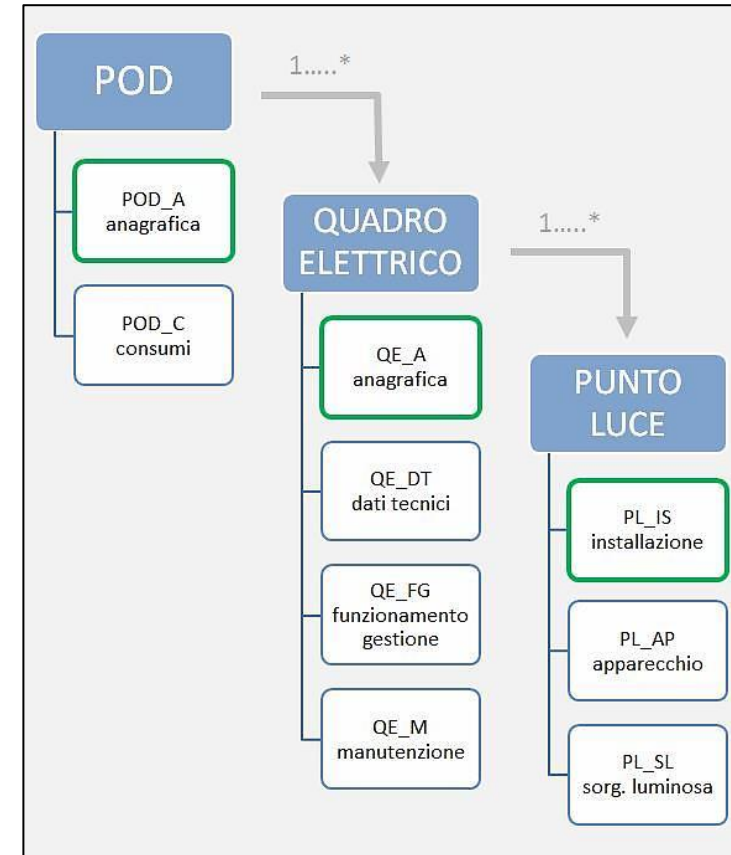 POD
1.....*
POD_A
anagrafica
POD_C
consumi
QUADRO
ELETTRICO
1.....*
QE_A
anagrafica
QE_DT
dati tecnici
QE_FG
funzionamento
gestione
QE_M
manutenzione
PUNTO
LUCE
PL_IS
installazione
PL_AP
apparecchio
PL_SL
sorg. luminosa